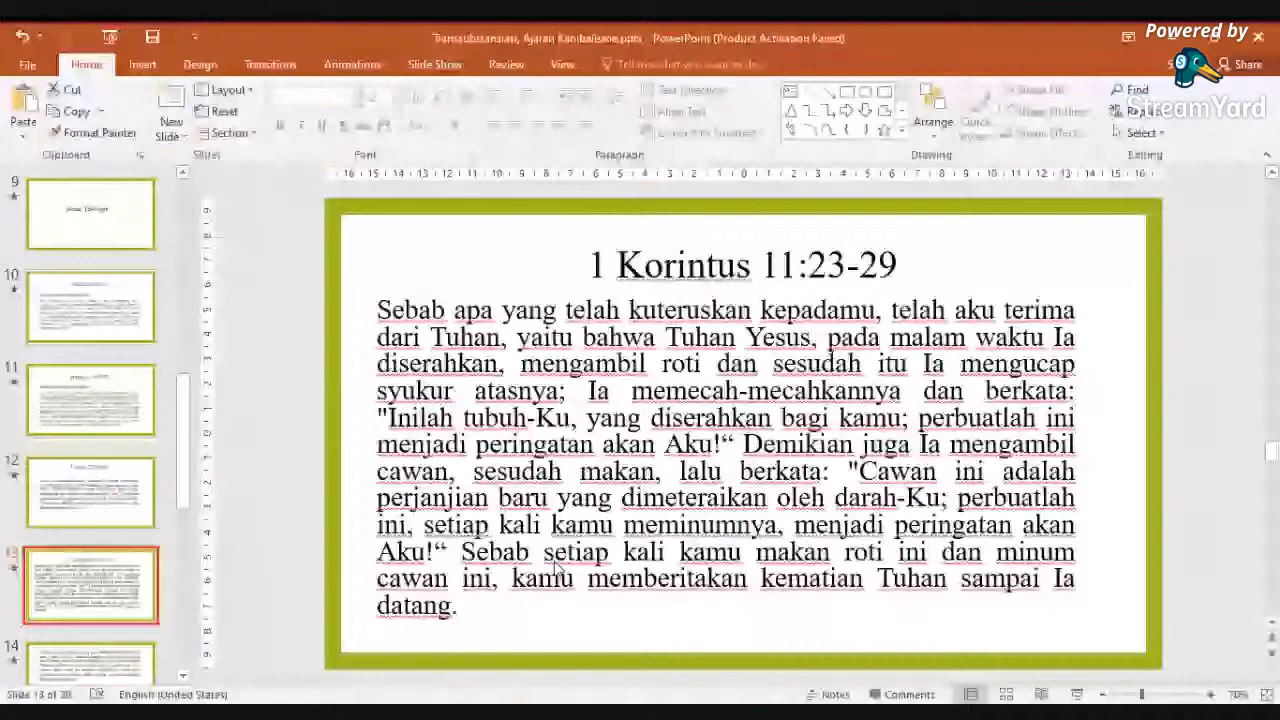 Powered by
StreamYard
PowerPoint (Product Activation Failed)
File Home Insert Design Transitions Animations Slide Show Review View Share
Cut
Copy
Format Painter
Paste
New
Slide
Layout
Reset
Section
Arrange
Find
Select
Clipboard Slides Font Paragraph Drawing Editing
9
10
11
12
13
14
1 Korintus 11:23-29
Sebab apa yang telah kuteruskan kepadamu, telah aku terima
dari Tuhan, yaitu bahwa Tuhan Yesus, pada malam waktu Ia
diserahkan, mengambil roti dan sesudah itu Ia mengucap
syukur atasnya; Ia memecah-mecahkannya dan berkata:
"Inilah tubuh-Ku, yang diserahkan bagi kamu; perbuatlah ini
menjadi peringatan akan Aku!“ Demikian juga Ia mengambil
cawan, sesudah makan, lalu berkata: "Cawan ini adalah
perjanjian baru yang dimeteraikan oleh darah-Ku; perbuatlah
ini, setiap kali kamu meminumnya, menjadi peringatan akan
Aku!“ Sebab setiap kali kamu makan roti ini dan minum
cawan ini, kamu memberitakan kematian Tuhan sampai Ia
datang.
English (United States)
Notes Comments 70%